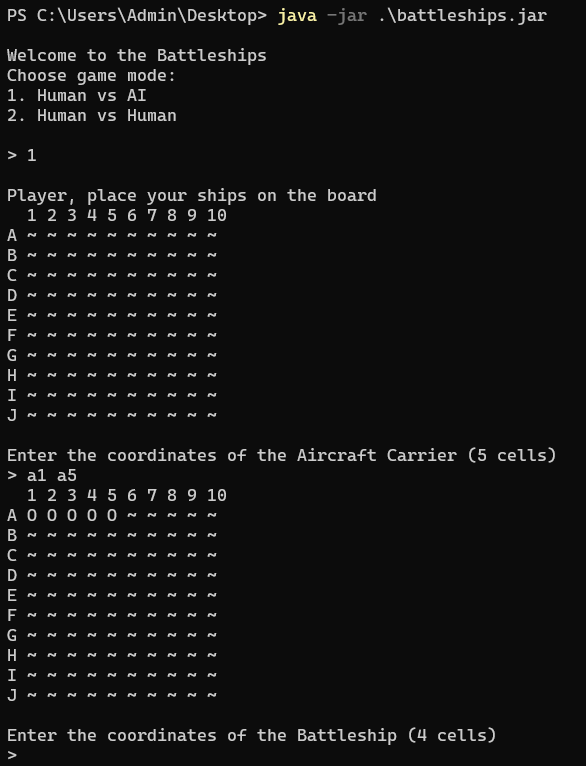 PS C:\Users\Admin\Desktop> java -jar .\battleships.jar
Welcome to the Battleships
Choose game mode:
1. Human vs AI
2. Human vs Human
> 1
Player, place your ships on the board
  1 2 3 4 5 6 7 8 9 10
A ~ ~ ~ ~ ~ ~ ~ ~ ~ ~
B ~ ~ ~ ~ ~ ~ ~ ~ ~ ~
C ~ ~ ~ ~ ~ ~ ~ ~ ~ ~
D ~ ~ ~ ~ ~ ~ ~ ~ ~ ~
E ~ ~ ~ ~ ~ ~ ~ ~ ~ ~
F ~ ~ ~ ~ ~ ~ ~ ~ ~ ~
G ~ ~ ~ ~ ~ ~ ~ ~ ~ ~
H ~ ~ ~ ~ ~ ~ ~ ~ ~ ~
I ~ ~ ~ ~ ~ ~ ~ ~ ~ ~
J ~ ~ ~ ~ ~ ~ ~ ~ ~ ~
Enter the coordinates of the Aircraft Carrier (5 cells)
> a1 a5
  1 2 3 4 5 6 7 8 9 10
A O O O O O ~ ~ ~ ~ ~
B ~ ~ ~ ~ ~ ~ ~ ~ ~ ~
C ~ ~ ~ ~ ~ ~ ~ ~ ~ ~
D ~ ~ ~ ~ ~ ~ ~ ~ ~ ~
E ~ ~ ~ ~ ~ ~ ~ ~ ~ ~
F ~ ~ ~ ~ ~ ~ ~ ~ ~ ~
G ~ ~ ~ ~ ~ ~ ~ ~ ~ ~
H ~ ~ ~ ~ ~ ~ ~ ~ ~ ~
I ~ ~ ~ ~ ~ ~ ~ ~ ~ ~
J ~ ~ ~ ~ ~ ~ ~ ~ ~ ~
Enter the coordinates of the Battleship (4 cells)
>